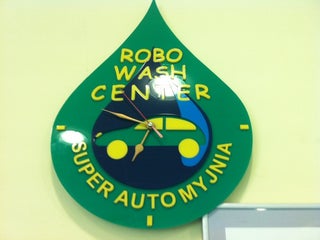 ROBO
WASH
CENTER
SUPER AUTO MYJNIA